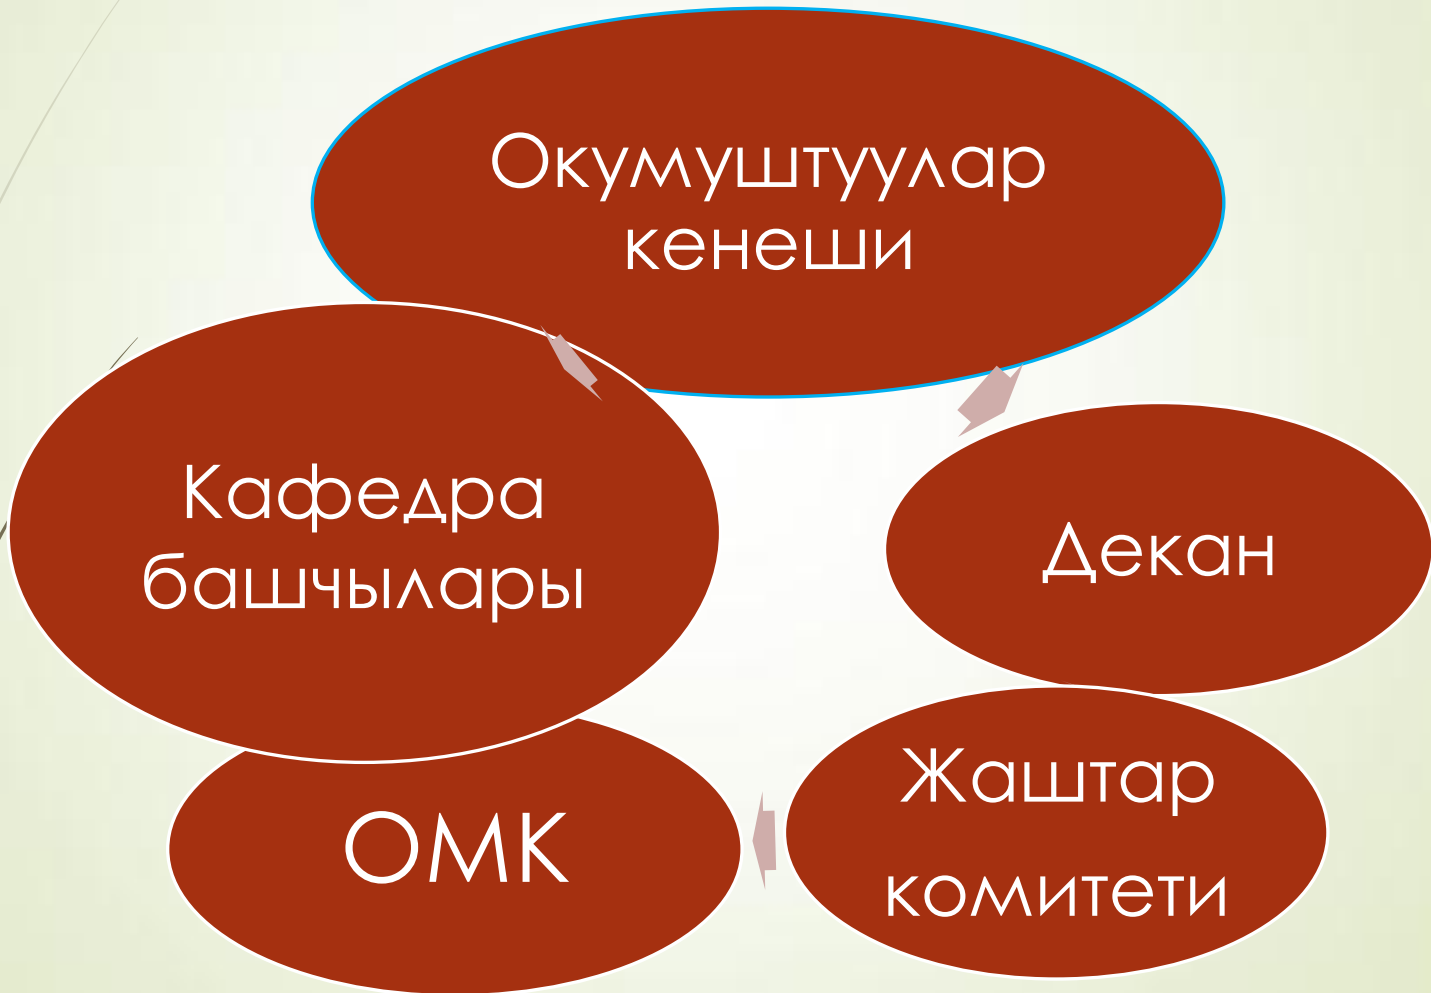 Окумуштуулар
кенеши
Кафедра
башчылары
Декан
Жаштар
комитети
ОМК